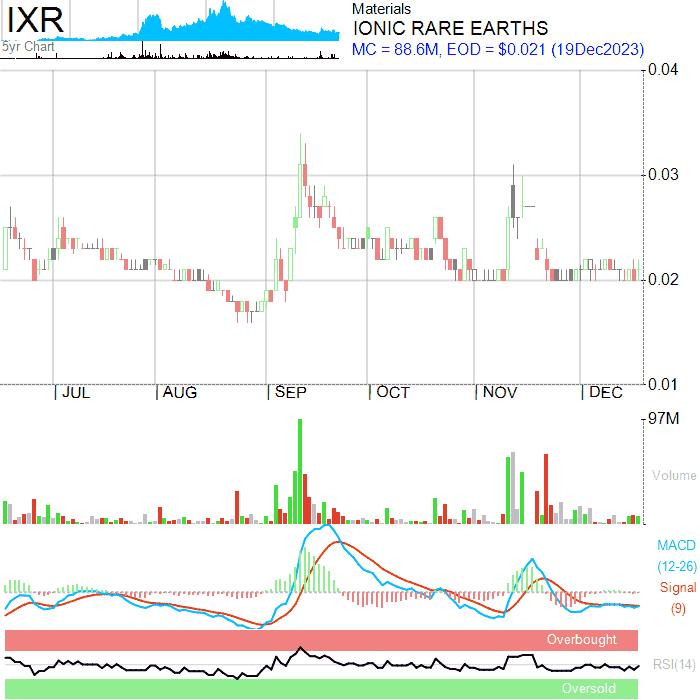 IXR
5yr Chart
Materials
IONIC RARE EARTHS
MC = 88.6M, EOD = $0.021 (19Dec2023)
0.04
0.03
0.02
0.01
JUL AUG SEP OCT NOV DEC
97M
Volume
MACD
(12-26)
Signal
(9)
Overbought
RSI(14)
Oversold